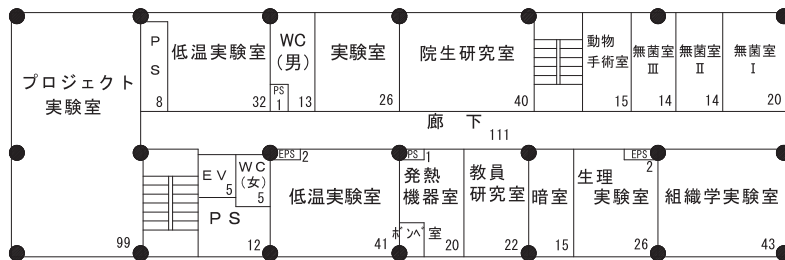 プロジェクト
実験室
99
P
S
8
低温実験室
32
WC
(男)
PS
1
13
実験室
26
院生研究室
40
動物
手術室
15
無菌室
Ⅲ
14
無菌室
Ⅱ
14
無菌室
Ⅰ
20
廊下
111
EV
5
WC
(女)
5
PS
12
EPS
2
低温実験室
41
PS
1
発熱
機器室
ボンベ室
20
教員
研究室
22
暗室
15
EPS
2
生理
実験室
26
組織学実験室
43